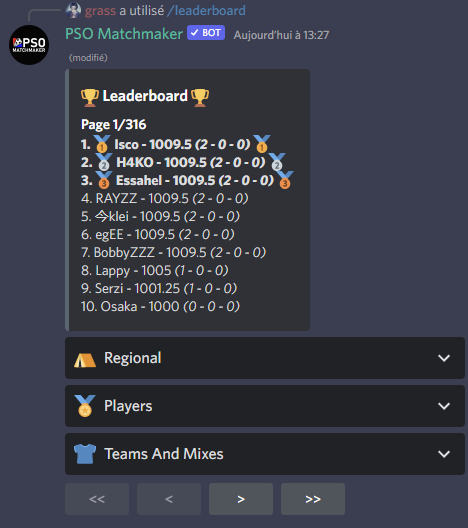 grass a utilisé /leaderboard
PSO Matchmaker ✓ BOT Aujourd'hui à 13:27
(modifié)
PSO
MATCHMAKER
🏆 Leaderboard 🏆
Page 1/316
1. 🥇 Isco - 1009.5 (2 - 0 - 0) 🥇
2. 🥈 H4KO - 1009.5 (2 - 0 - 0) 🥈
3. 🥉 Essahel - 1009.5 (2 - 0 - 0) 🥉
4. RAYZZ - 1009.5 (2 - 0 - 0)
5. 今klei - 1009.5 (2 - 0 - 0)
6. egEE - 1009.5 (2 - 0 - 0)
7. BobbyZZZ - 1009.5 (2 - 0 - 0)
8. Lappy - 1005 (1 - 0 - 0)
9. Serzi - 1001.25 (1 - 0 - 0)
10. Osaka - 1000 (0 - 0 - 0)
Regional
Players
Teams And Mixes
<< < > >>